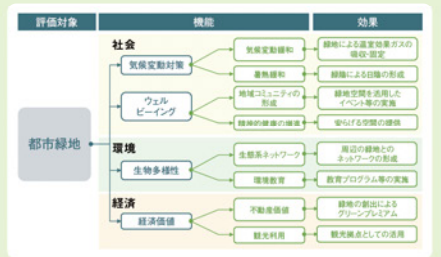 評価対象
機能
効果
都市緑地
社会
気候変動対策
気候変動緩和
緑地による温室効果ガスの
吸収・固定
暑熱緩和
緑陰による日陰の形成
ウェル
ビーイング
地域コミュニティの
形成
緑地空間を活用した
イベント等の実施
精神的健康の増進
安らげる空間の提供
環境
生物多様性
生態系ネットワーク
周辺の緑地との
ネットワークの形成
環境教育
教育プログラム等の実施
経済
経済価値
不動産価値
緑地の創出による
グリーンプレミアム
観光利用
観光拠点としての活用